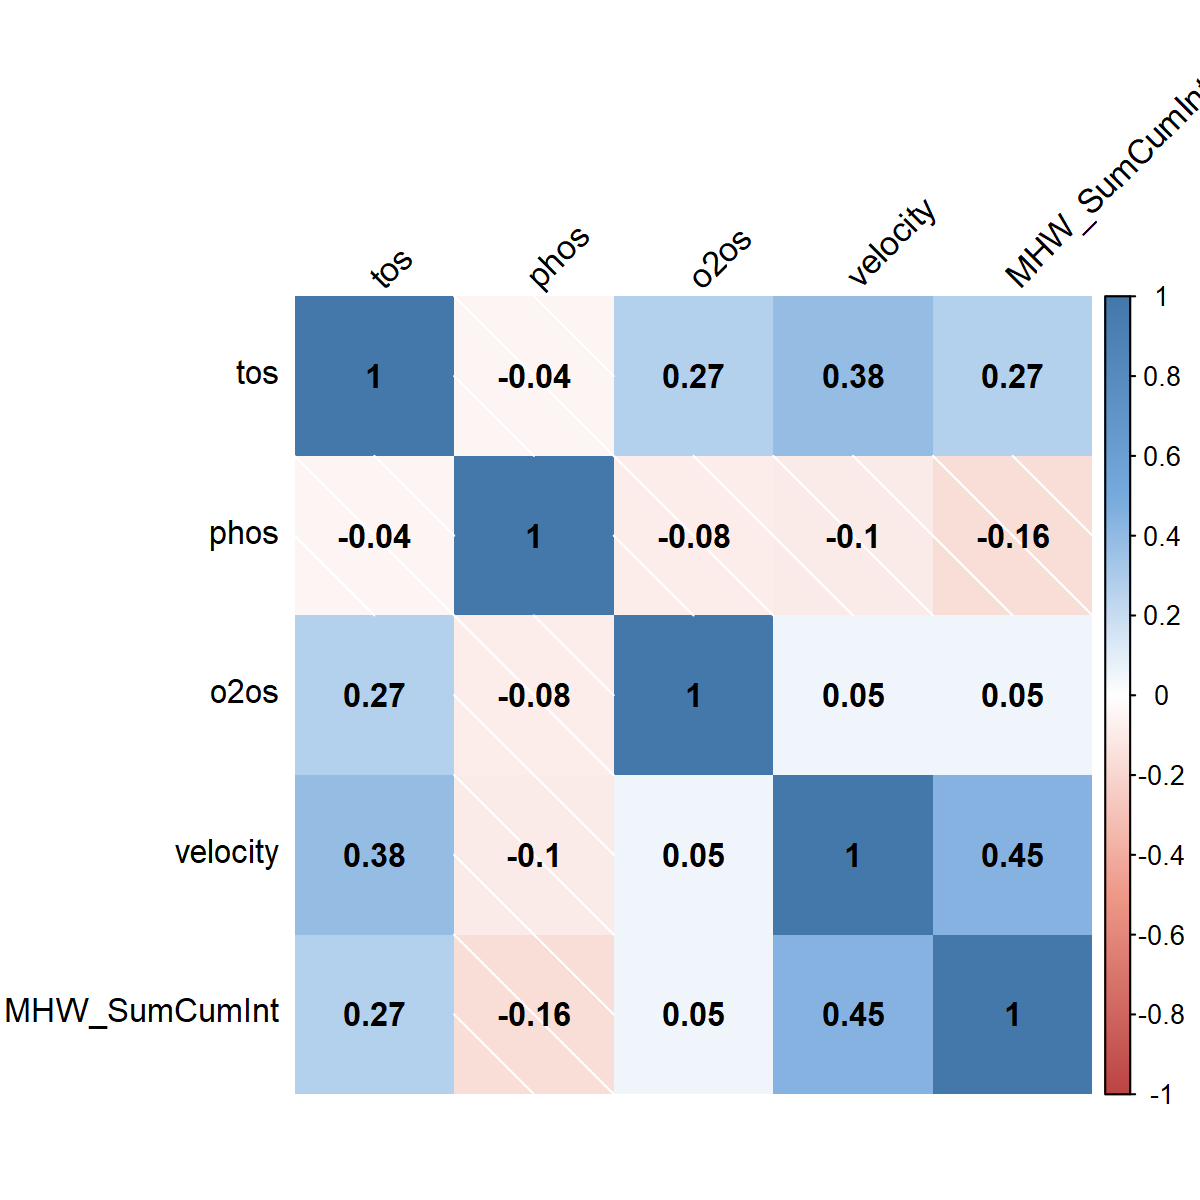 tos phos o2os velocity MHW_SumCumInt
tos 1 -0.04 0.27 0.38 0.27
phos -0.04 1 -0.08 -0.1 -0.16
o2os 0.27 -0.08 1 0.05 0.05
velocity 0.38 -0.1 0.05 1 0.45
MHW_SumCumInt 0.27 -0.16 0.05 0.45 1
1
0.8
0.6
0.4
0.2
0
-0.2
-0.4
-0.6
-0.8
-1